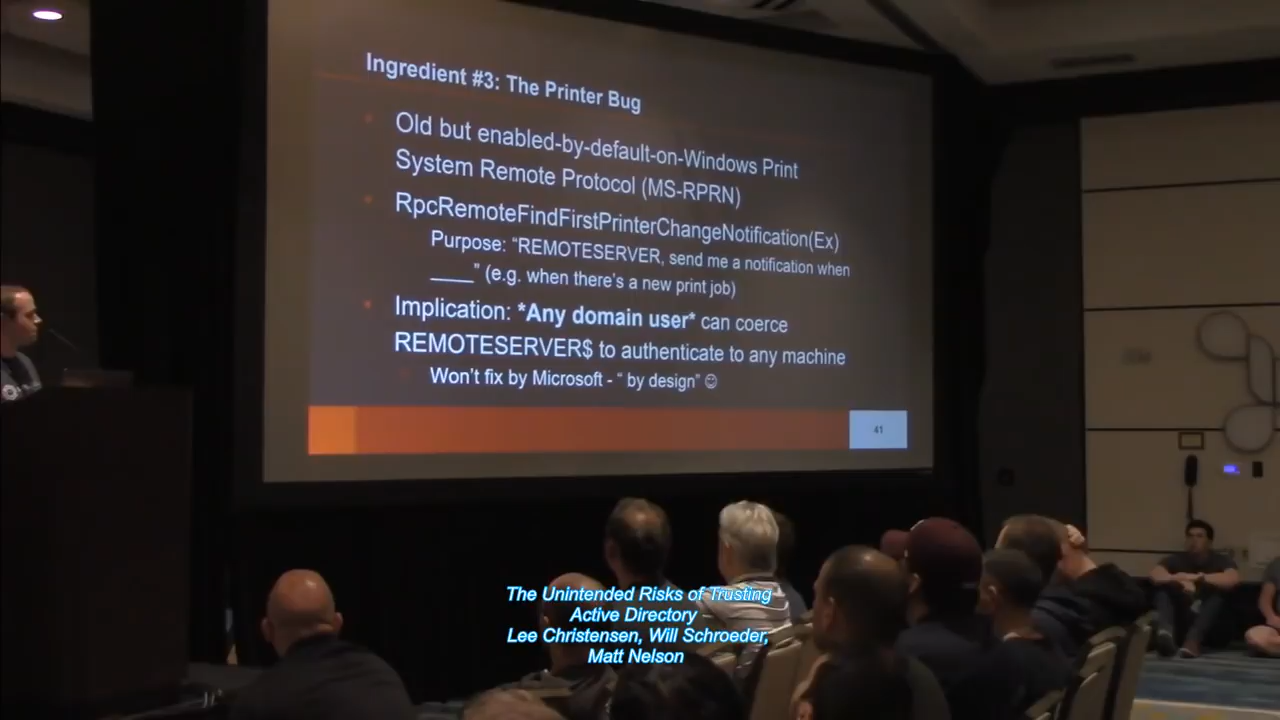 Ingredient #3: The Printer Bug
Old but enabled-by-default-on-Windows Print
System Remote Protocol (MS-RPRN)
RpcRemoteFindFirstPrinterChangeNotification(Ex)
Purpose: “REMOTESERVER, send me a notification when
____” (e.g. when there’s a new print job)
Implication: *Any domain user* can coerce
REMOTESERVER$ to authenticate to any machine
Won’t fix by Microsoft - “ by design” ☺
41
The Unintended Risks of Trusting
Active Directory
Lee Christensen, Will Schroeder,
Matt Nelson